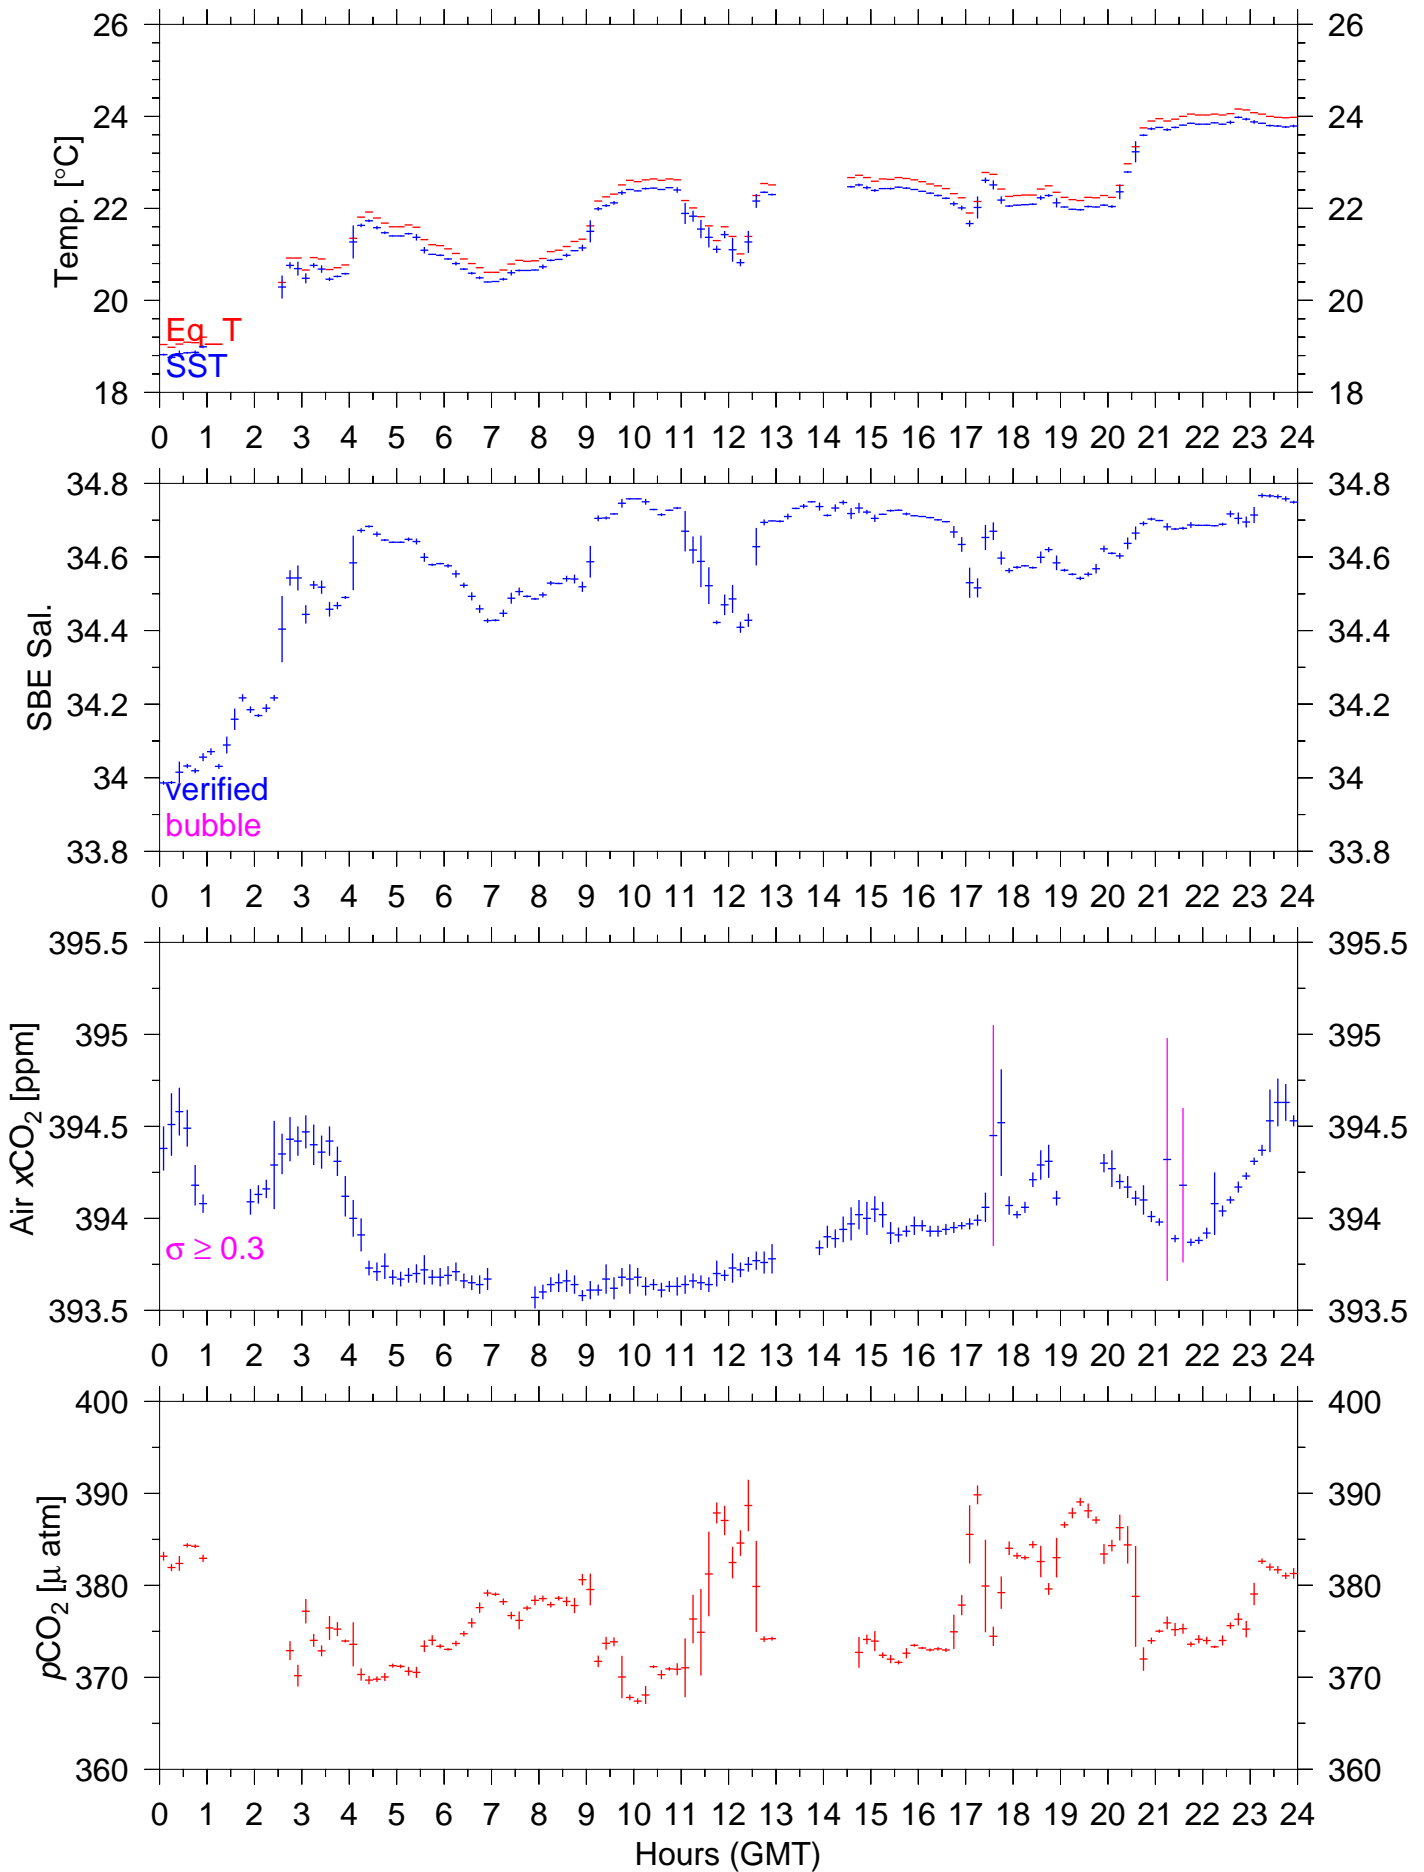 26 26
24 24
22 22
20 20
18 18
Temp. [°C]
Eq_T
SST
0 1 2 3 4 5 6 7 8 9 10 11 12 13 14 15 16 17 18 19 20 21 22 23 24
34.8 34.8
34.6 34.6
34.4 34.4
34.2 34.2
34 34
33.8 33.8
SBE Sal.
verified
bubble
0 1 2 3 4 5 6 7 8 9 10 11 12 13 14 15 16 17 18 19 20 21 22 23 24
395.5 395.5
395 395
394.5 394.5
394 394
393.5 393.5
Air xCO₂ [ppm]
σ ≥ 0.3
0 1 2 3 4 5 6 7 8 9 10 11 12 13 14 15 16 17 18 19 20 21 22 23 24
400 400
390 390
380 380
370 370
360 360
pCO₂ [μ atm]
0 1 2 3 4 5 6 7 8 9 10 11 12 13 14 15 16 17 18 19 20 21 22 23 24
Hours (GMT)